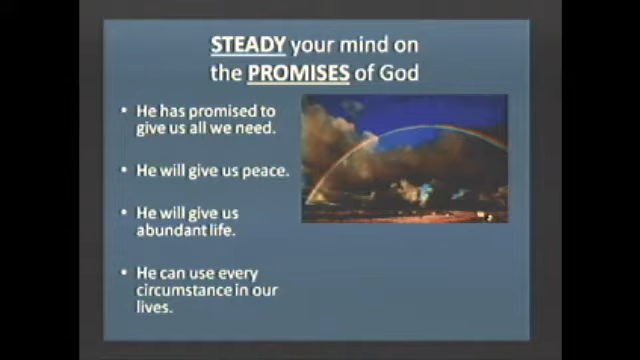 STEADY your mind on
the PROMISES of God
• He has promised to
give us all we need.
• He will give us peace.
• He will give us
abundant life.
• He can use every
circumstance in our
lives.